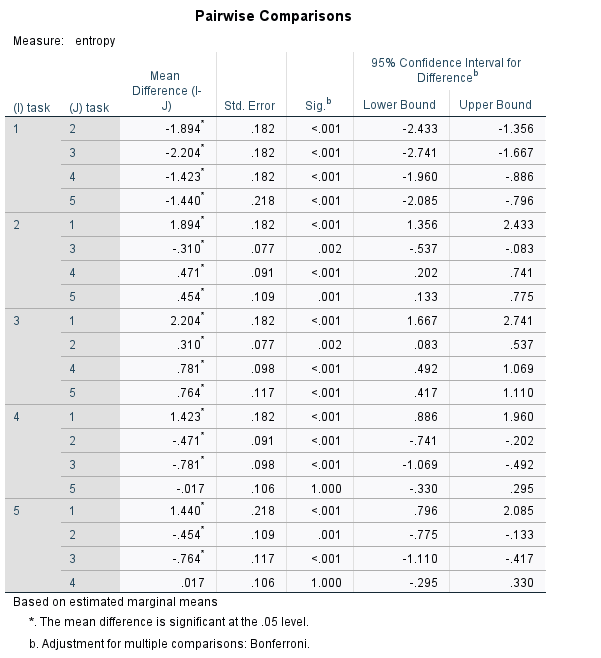 Pairwise Comparisons
Measure: entropy
(I) task (J) task Mean Difference (I-J) Std. Error Sig.b 95% Confidence Interval for Differenceb
Lower Bound Upper Bound
1 2 -1.894* .182 <.001 -2.433 -1.356
3 -2.204* .182 <.001 -2.741 -1.667
4 -1.423* .182 <.001 -1.960 -.886
5 -1.440* .218 <.001 -2.085 -.796
2 1 1.894* .182 <.001 1.356 2.433
3 -.310* .077 .002 -.537 -.083
4 .471* .091 <.001 .202 .741
5 .454* .109 .001 .133 .775
3 1 2.204* .182 <.001 1.667 2.741
2 .310* .077 .002 .083 .537
4 .781* .098 <.001 .492 1.069
5 .764* .117 <.001 .417 1.110
4 1 1.423* .182 <.001 .886 1.960
2 -.471* .091 <.001 -.741 -.202
3 -.781* .098 <.001 -1.069 -.492
5 -.017 .106 1.000 -.330 .295
5 1 1.440* .218 <.001 .796 2.085
2 -.454* .109 .001 -.775 -.133
3 -.764* .117 <.001 -1.110 -.417
4 .017 .106 1.000 -.295 .330
Based on estimated marginal means
*. The mean difference is significant at the .05 level.
b. Adjustment for multiple comparisons: Bonferroni.